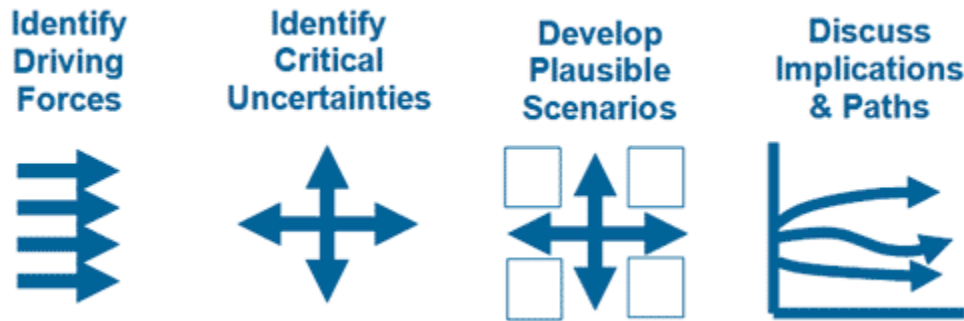 Identify
Driving
Forces
Identify
Critical
Uncertainties
Develop
Plausible
Scenarios
Discuss
Implications
& Paths